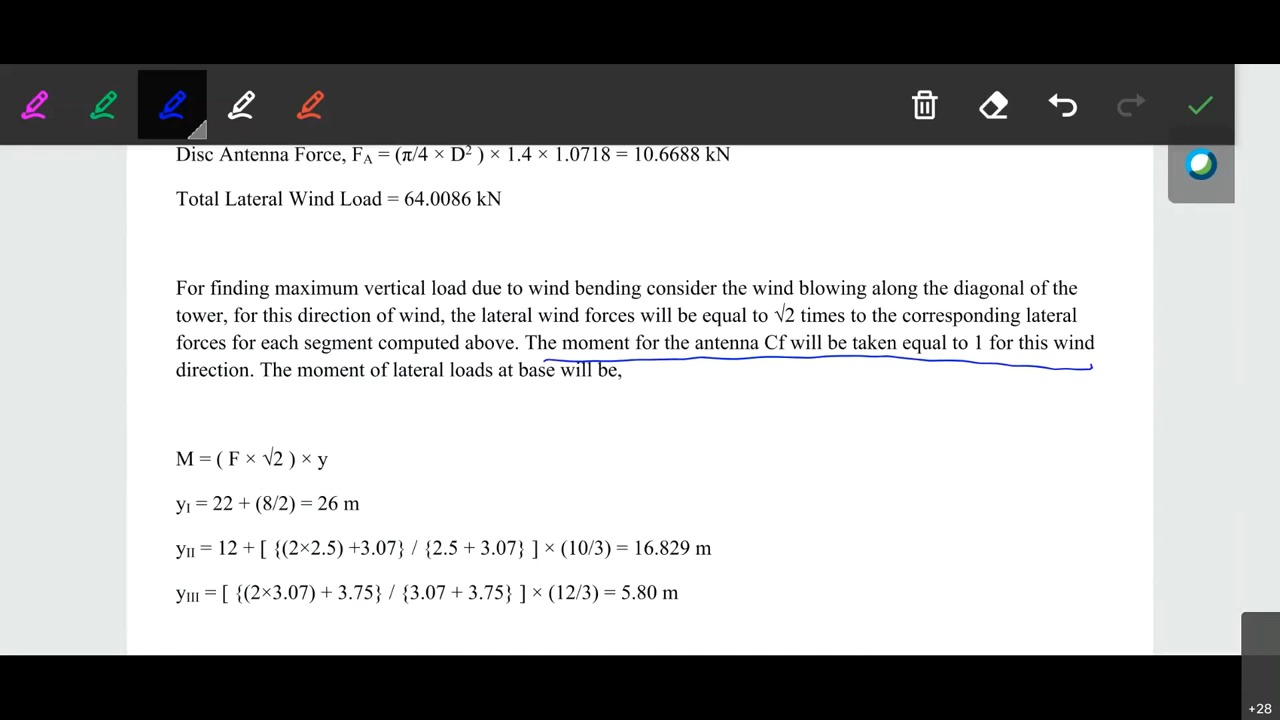 Disc Antenna Force, FA = (π/4 × D² ) × 1.4 × 1.0718 = 10.6688 kN
Total Lateral Wind Load = 64.0086 kN
For finding maximum vertical load due to wind bending consider the wind blowing along the diagonal of the
tower, for this direction of wind, the lateral wind forces will be equal to √2 times to the corresponding lateral
forces for each segment computed above. The moment for the antenna Cf will be taken equal to 1 for this wind
direction. The moment of lateral loads at base will be,
M = ( F × √2 ) × y
yI = 22 + (8/2) = 26 m
yII = 12 + [ {(2×2.5) +3.07} / {2.5 + 3.07} ] × (10/3) = 16.829 m
yIII = [ {(2×3.07) + 3.75} / {3.07 + 3.75} ] × (12/3) = 5.80 m
+28